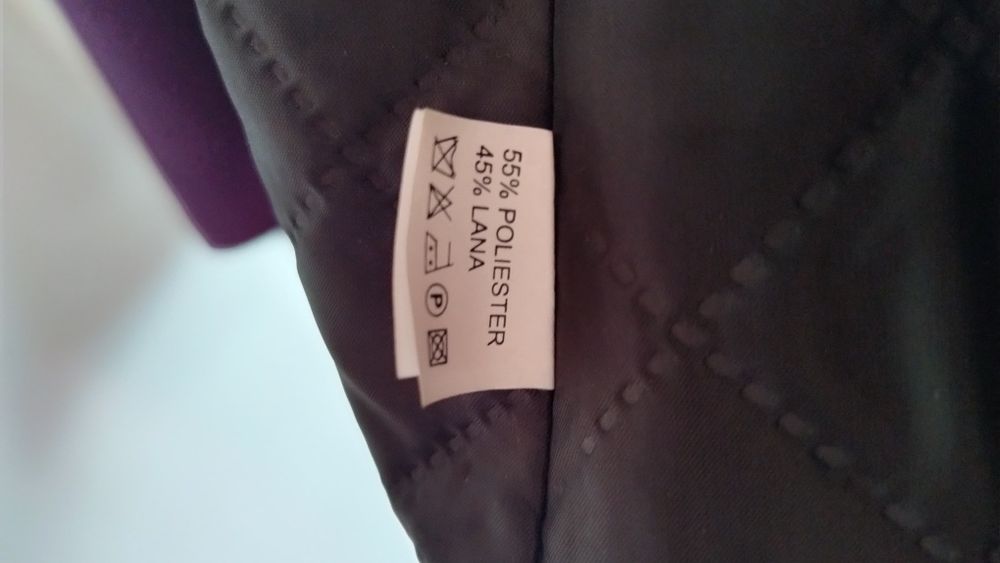 55% POLIESTER
45% LANA
P